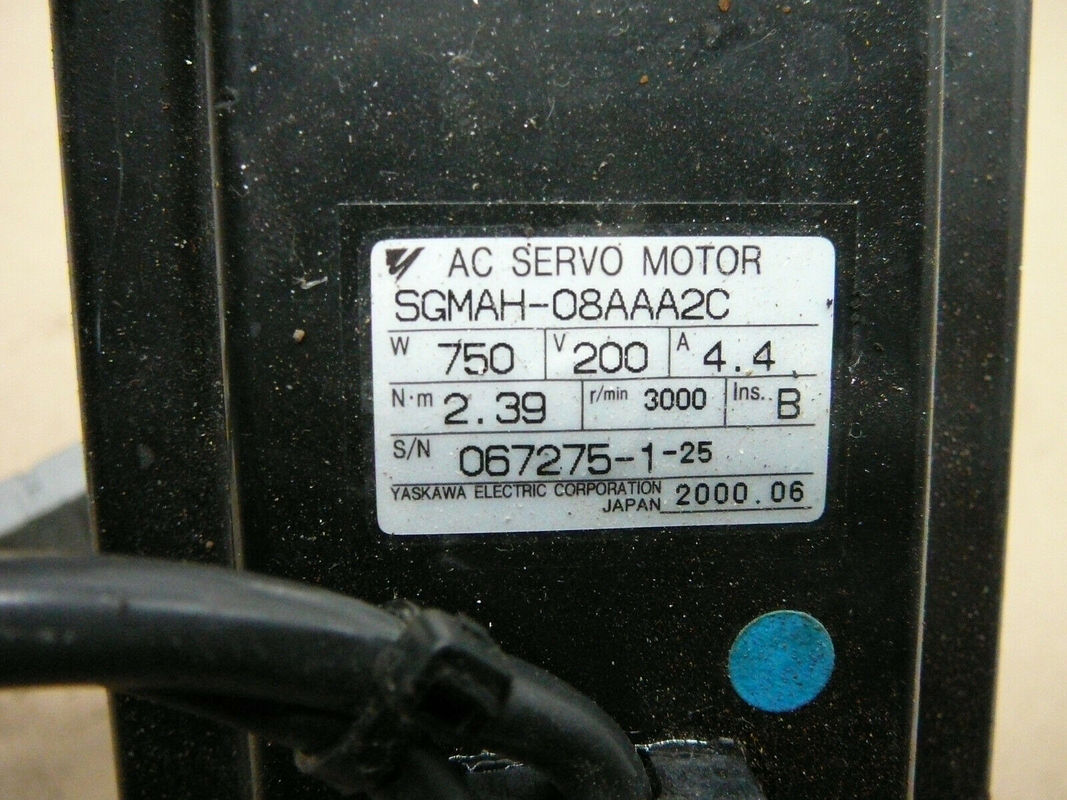 AC SERVO MOTOR
SGMAH-08AAA2C
W 750 V 200 A 4.4
N·m 2.39 r/min 3000 Ins. B
S/N 067275-1-25
YASKAWA ELECTRIC CORPORATION
JAPAN 2000.06